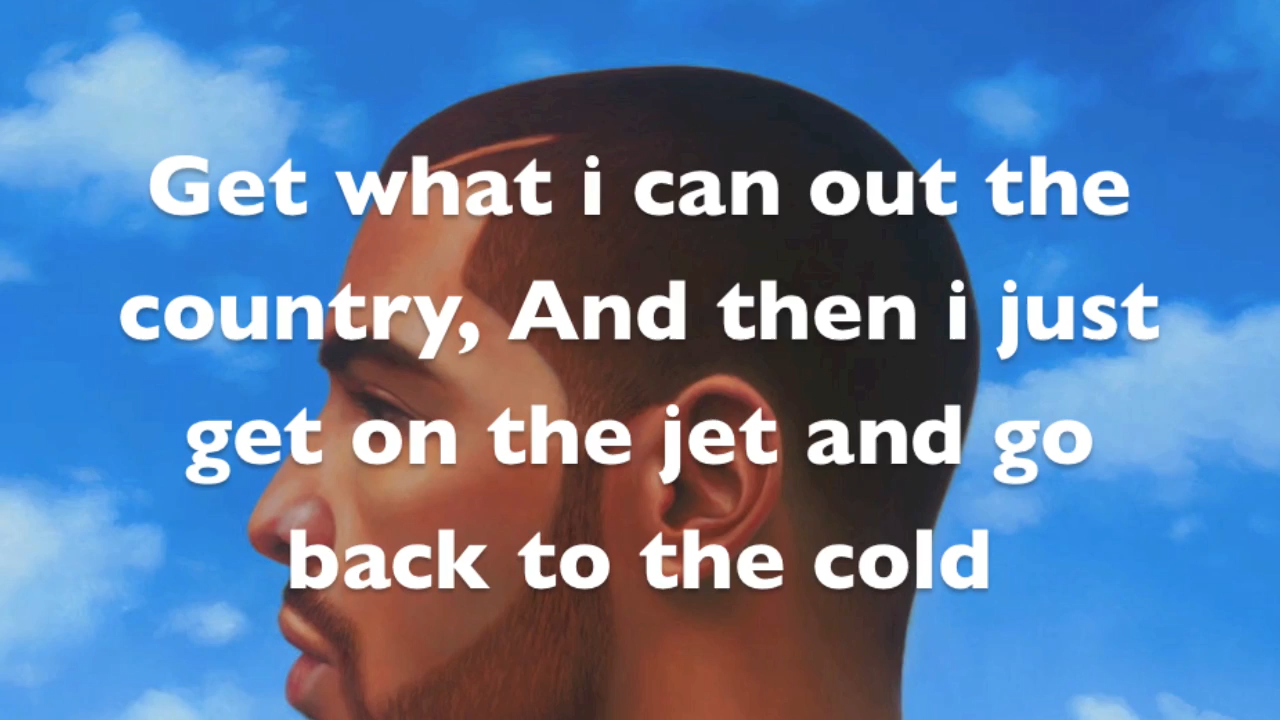 Get what i can out the
country, And then i just
get on the jet and go
back to the cold